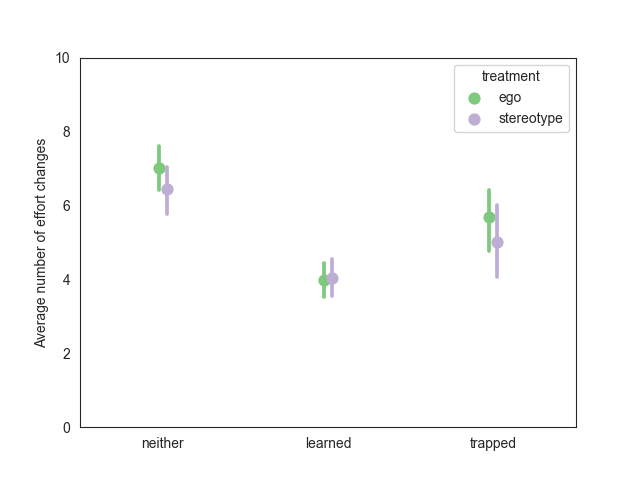 10
8
6
4
2
0
Average number of effort changes
treatment
ego
stereotype
neither
learned
trapped